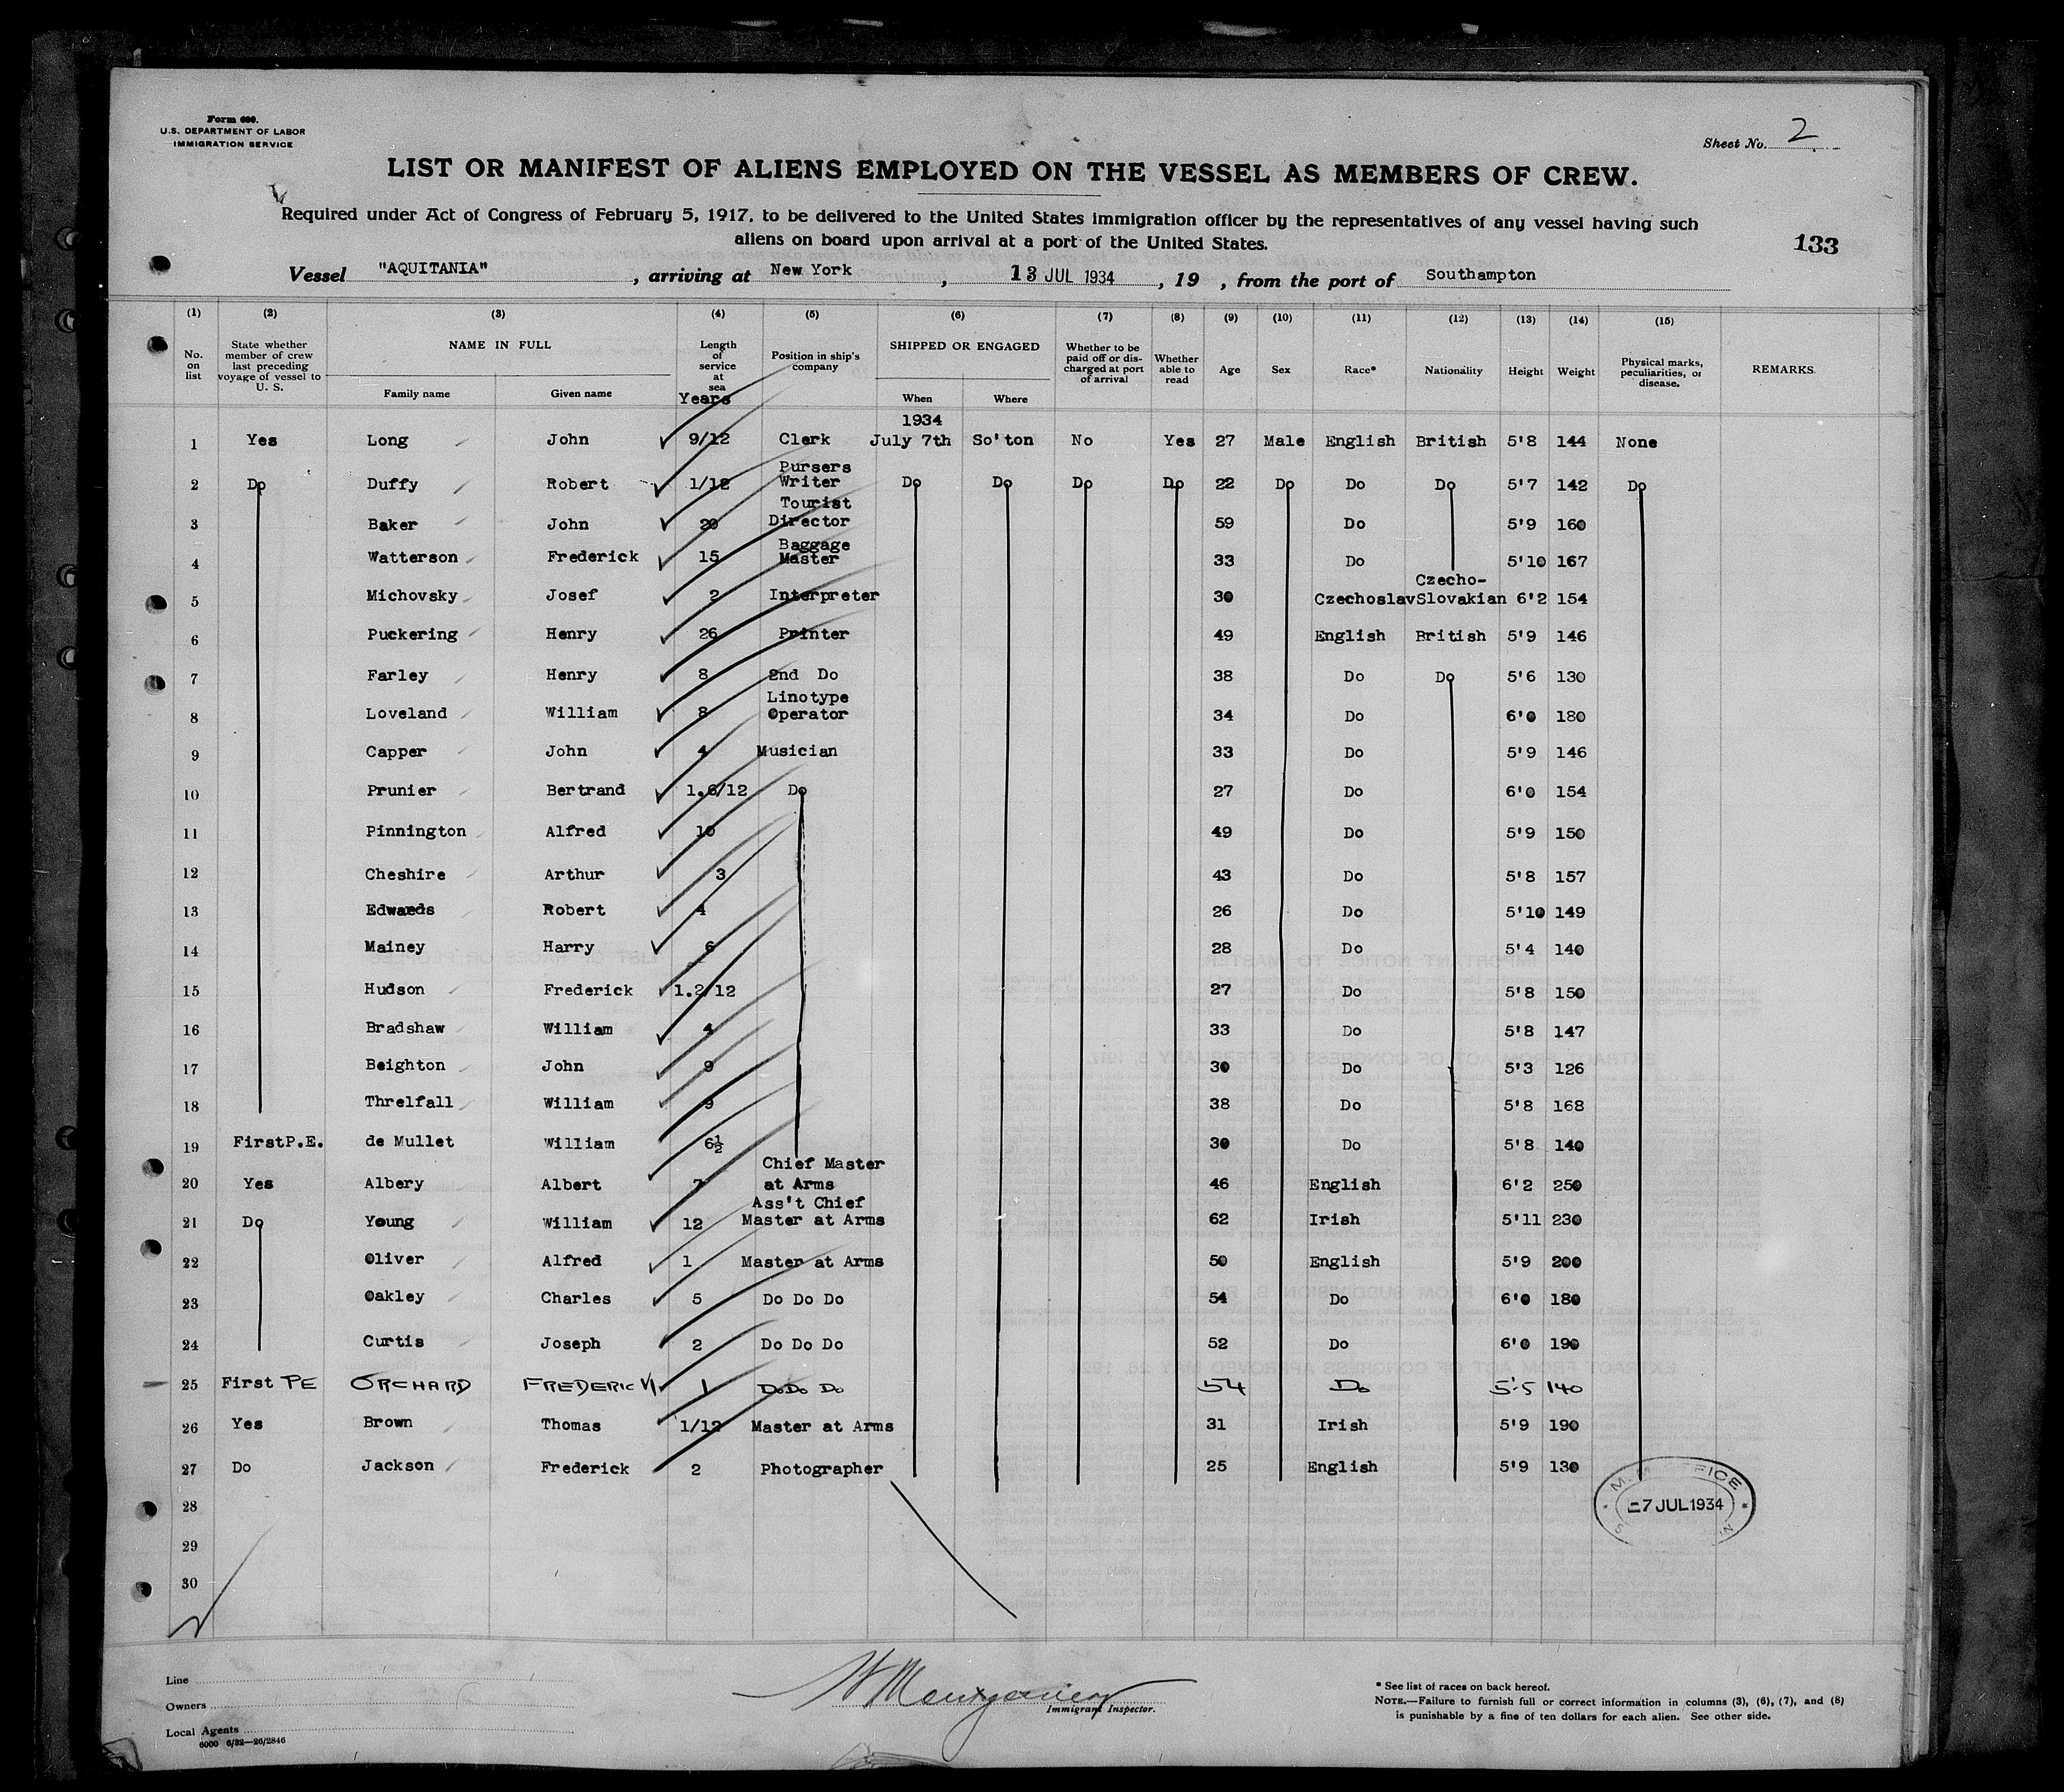 Form 680.
U.S. DEPARTMENT OF LABOR
IMMIGRATION SERVICE
Sheet No. 2
LIST OR MANIFEST OF ALIENS EMPLOYED ON THE VESSEL AS MEMBERS OF CREW.
Required under Act of Congress of February 5, 1917, to be delivered to the United States immigration officer by the representatives of any vessel having such
aliens on board upon arrival at a port of the United States.
133
Vessel "AQUITANIA" , arriving at New York , 13 JUL 1934 , 19 , from the port of Southampton
(1) (2) (3) (4) (5) (6) (7) (8) (9) (10) (11) (12) (13) (14) (15)
No. on list State whether member of crew last preceding voyage of vessel to U. S. NAME IN FULL Family name Given name Length of service at sea Years Position in ship's company SHIPPED OR ENGAGED When Where Whether to be paid off or discharged at port of arrival Whether able to read Age Sex Race* Nationality Height Weight Physical marks, peculiarities, or disease. REMARKS.
1934
1 Yes Long John 9/12 Clerk July 7th So'ton No Yes 27 Male English British 5'8 144 None
2 Do Duffy Robert 1/12 Pursers Writer Do Do Do Do 22 Do Do Do 5'7 142 Do
3 Baker John 20 Tourist Director 59 Do 5'9 160
4 Watterson Frederick 15 Baggage Master 33 Do 5'10 167
5 Michovsky Josef 2 Interpreter 30 Czechoslav Czecho-Slovakian 6'2 154
6 Puckering Henry 26 Printer 49 English British 5'9 146
7 Farley Henry 8 2nd Do 38 Do Do 5'6 130
8 Loveland William 8 Linotype Operator 34 Do 6'0 180
9 Capper John 4 Musician 33 Do 5'9 146
10 Prunier Bertrand 1.6/12 Do 27 Do 6'0 154
11 Pinnington Alfred 10 49 Do 5'9 150
12 Cheshire Arthur 3 43 Do 5'8 157
13 Edwards Robert 4 26 Do 5'10 149
14 Mainey Harry 6 28 Do 5'4 140
15 Hudson Frederick 1.2/12 27 Do 5'8 150
16 Bradshaw William 4 33 Do 5'8 147
17 Beighton John 9 30 Do 5'3 126
18 Threlfall William 9 38 Do 5'8 168
19 First P.E. de Mullet William 6½ 30 Do 5'8 140
20 Yes Albery Albert 7 Chief Master at Arms 46 English 6'2 250
21 Do Young William 12 Ass't Chief Master at Arms 62 Irish 5'11 230
22 Oliver Alfred 1 Master at Arms 50 English 5'9 200
23 Oakley Charles 5 Do Do Do 54 Do 6'0 180
24 Curtis Joseph 2 Do Do Do 52 Do 6'0 190
25 First PE ORCHARD FREDERICK 1 Do Do Do 54 Do 5'5 140
26 Yes Brown Thomas 1/12 Master at Arms 31 Irish 5'9 190
27 Do Jackson Frederick 2 Photographer 25 English 5'9 130
28
29
30
-7 JUL 1934
Line
Owners
Local Agents
6000 6/32—26/2846
Immigrant Inspector.
* See list of races on back hereof.
NOTE.—Failure to furnish full or correct information in columns (3), (6), (7), and (8)
is punishable by a fine of ten dollars for each alien. See other side.